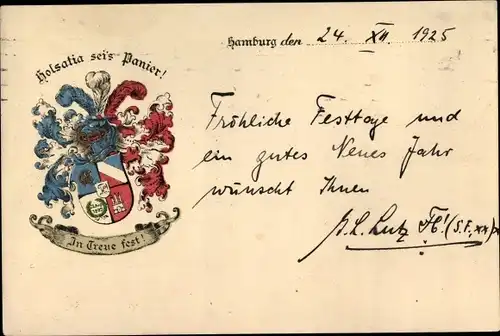 Holsatia sei's Panier!
Hamburg den 24. XII. 1925
Fröhliche Festtage und
ein gutes Neues Jahr
wünscht Ihnen
Lutz
In Treue fest!